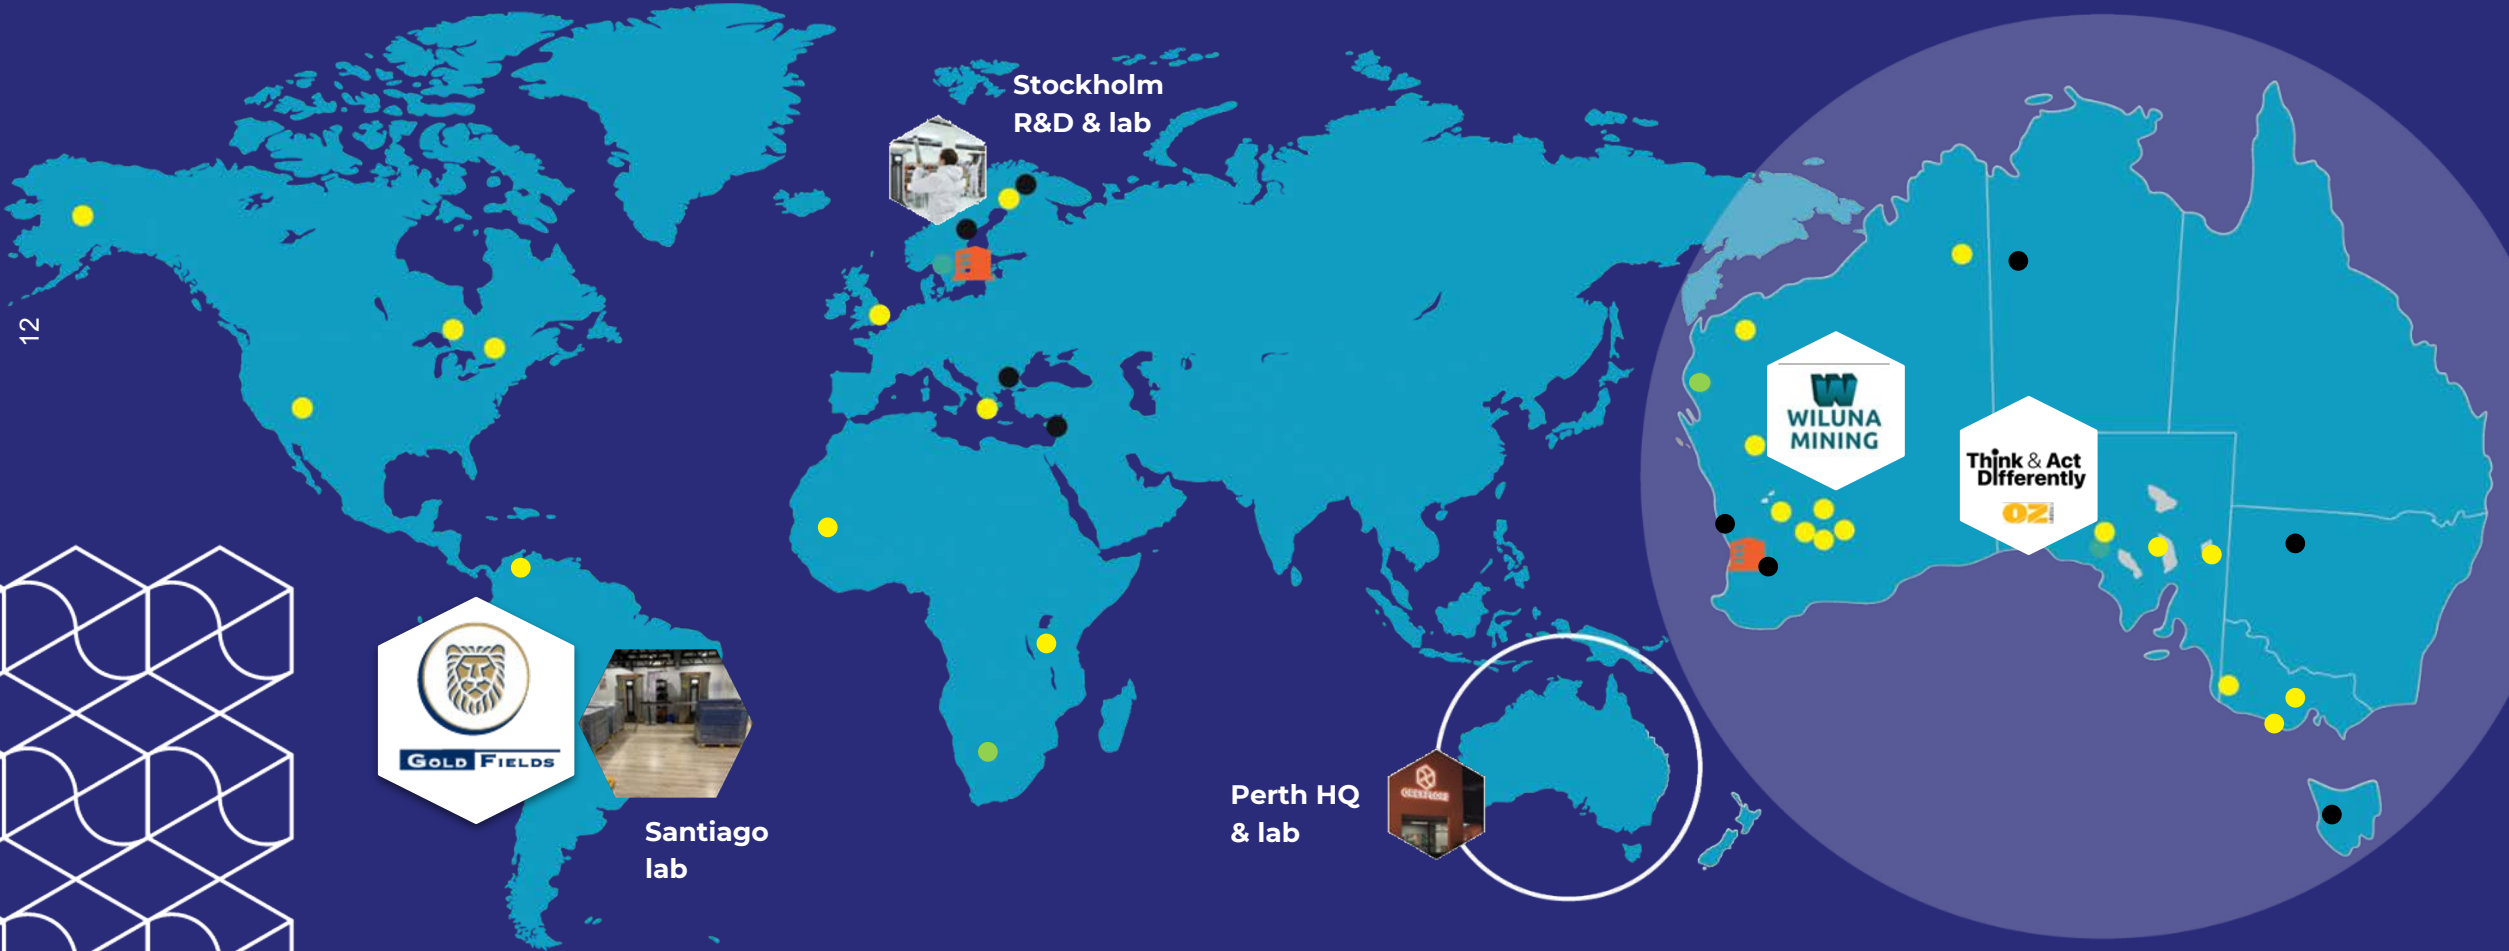 Stockholm
R&D & lab
12
WILUNA
MINING
Think & Act
Differently
OZ
GOLD FIELDS
Santiago
lab
Perth HQ
& lab